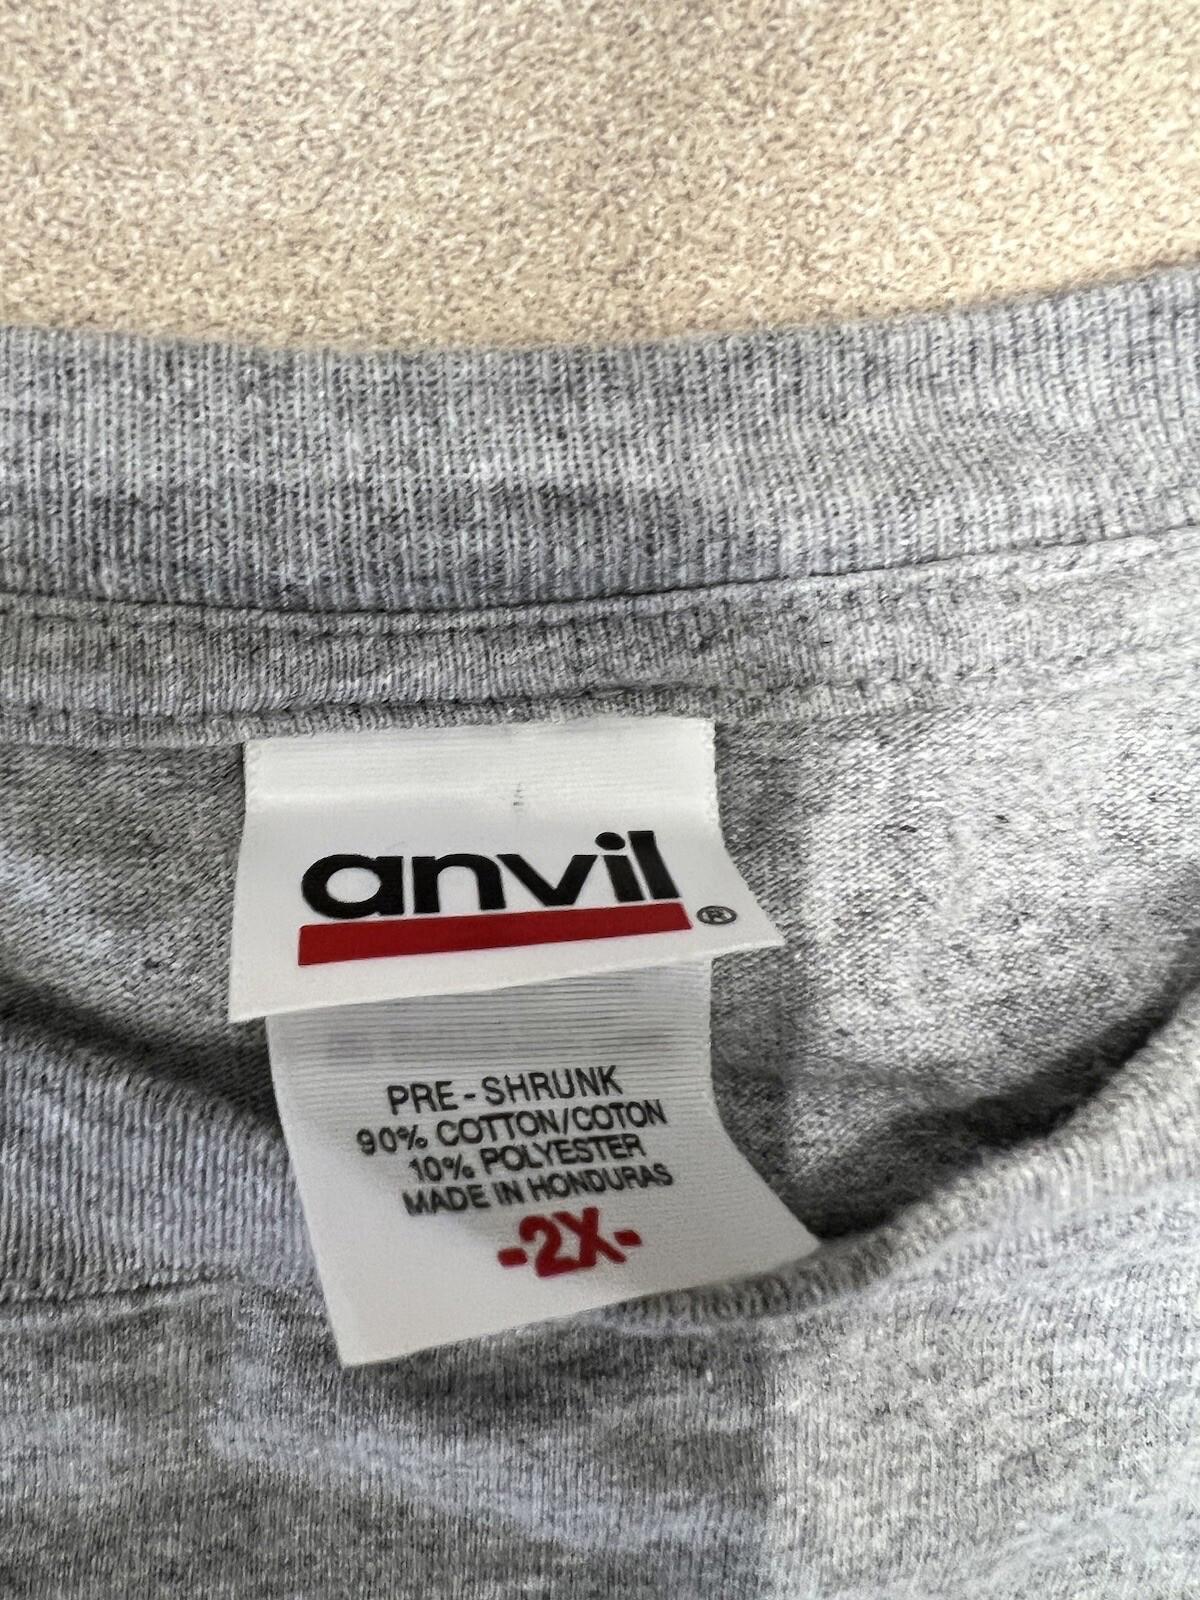 anvil®
PRE-SHRUNK
90% COTTON/COTON
10% POLYESTER
MADE IN HONDURAS
-2X-